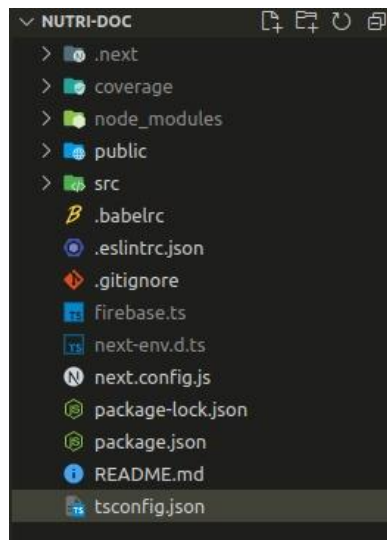 NUTRI-DOC
.next
coverage
node_modules
public
src
.babelrc
.eslintrc.json
.gitignore
firebase.ts
next-env.d.ts
next.config.js
package-lock.json
package.json
README.md
tsconfig.json